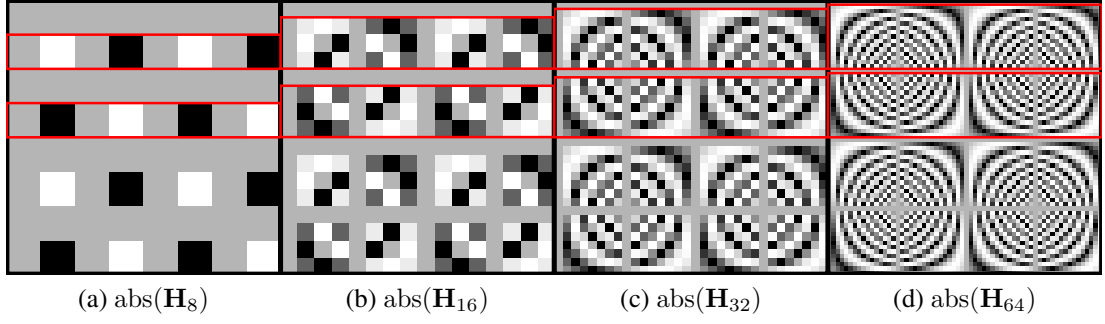 (a) abs(H₈)
(b) abs(H₁₆)
(c) abs(H₃₂)
(d) abs(H₆₄)